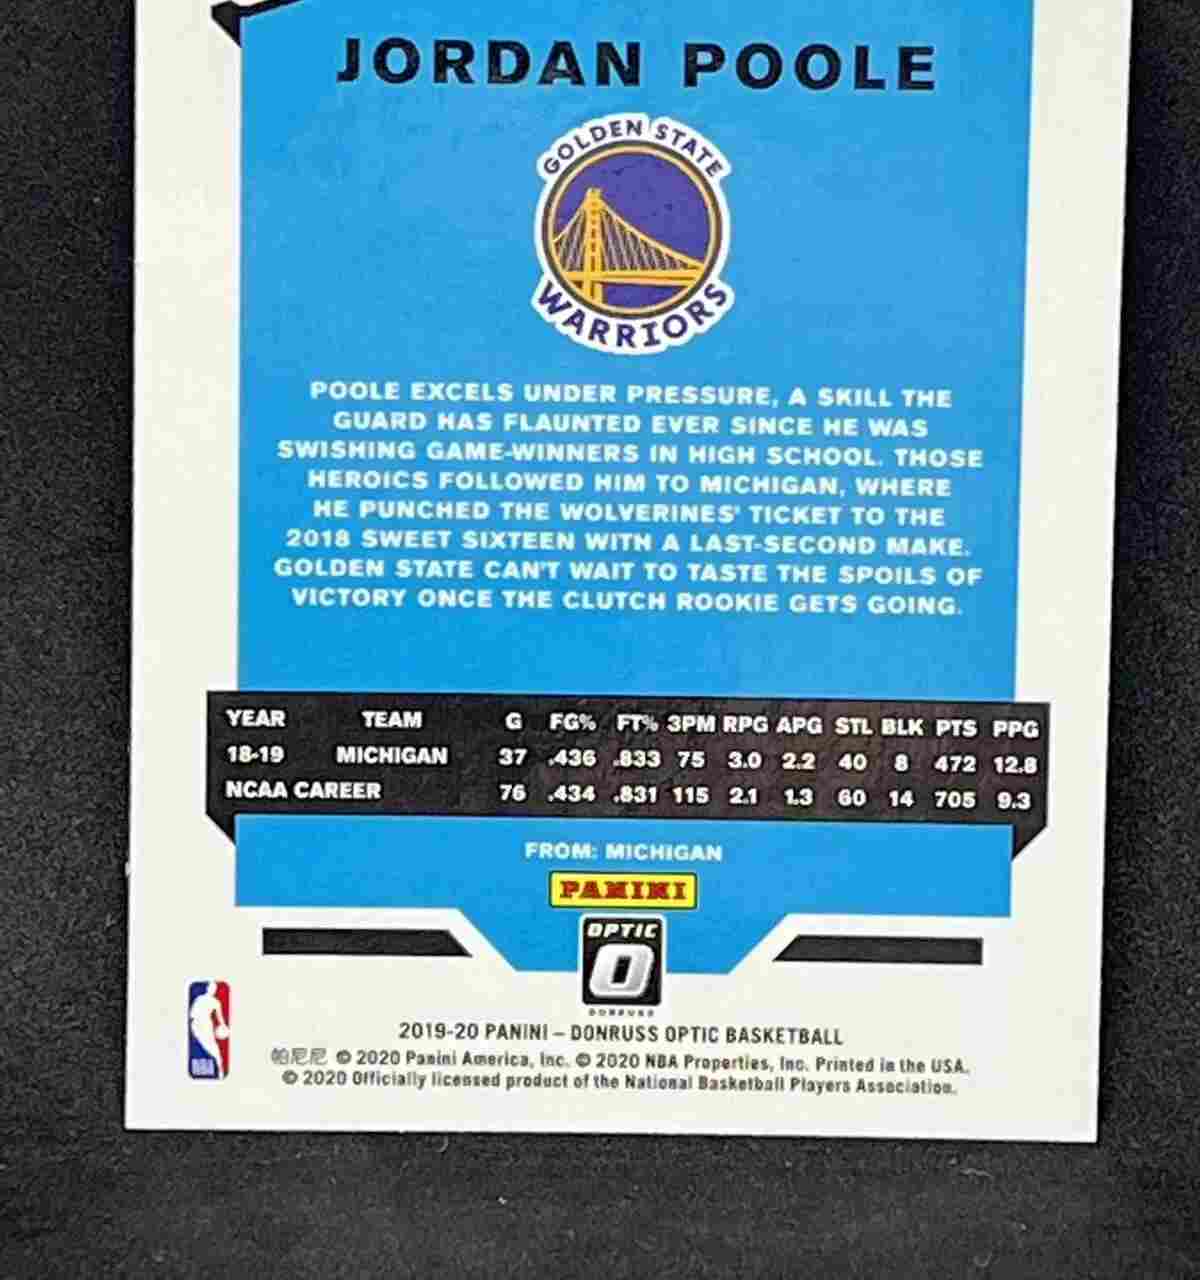 JORDAN POOLE
GOLDEN STATE
WARRIORS
POOLE EXCELS UNDER PRESSURE, A SKILL THE
GUARD HAS FLAUNTED EVER SINCE HE WAS
SWISHING GAME-WINNERS IN HIGH SCHOOL. THOSE
HEROICS FOLLOWED HIM TO MICHIGAN, WHERE
HE PUNCHED THE WOLVERINES' TICKET TO THE
2018 SWEET SIXTEEN WITH A LAST-SECOND MAKE.
GOLDEN STATE CAN'T WAIT TO TASTE THE SPOILS OF
VICTORY ONCE THE CLUTCH ROOKIE GETS GOING.
YEAR TEAM G FG% FT% 3PM RPG APG STL BLK PTS PPG
18-19 MICHIGAN 37 .436 .833 75 3.0 2.2 40 8 472 12.8
NCAA CAREER 76 .434 .831 115 2.1 1.3 60 14 705 9.3
FROM: MICHIGAN
PANINI
OPTIC
O
DONRUSS
NBA
2019-20 PANINI – DONRUSS OPTIC BASKETBALL
帕尼尼 © 2020 Panini America, Inc. © 2020 NBA Properties, Inc. Printed in the USA.
© 2020 Officially licensed product of the National Basketball Players Association.